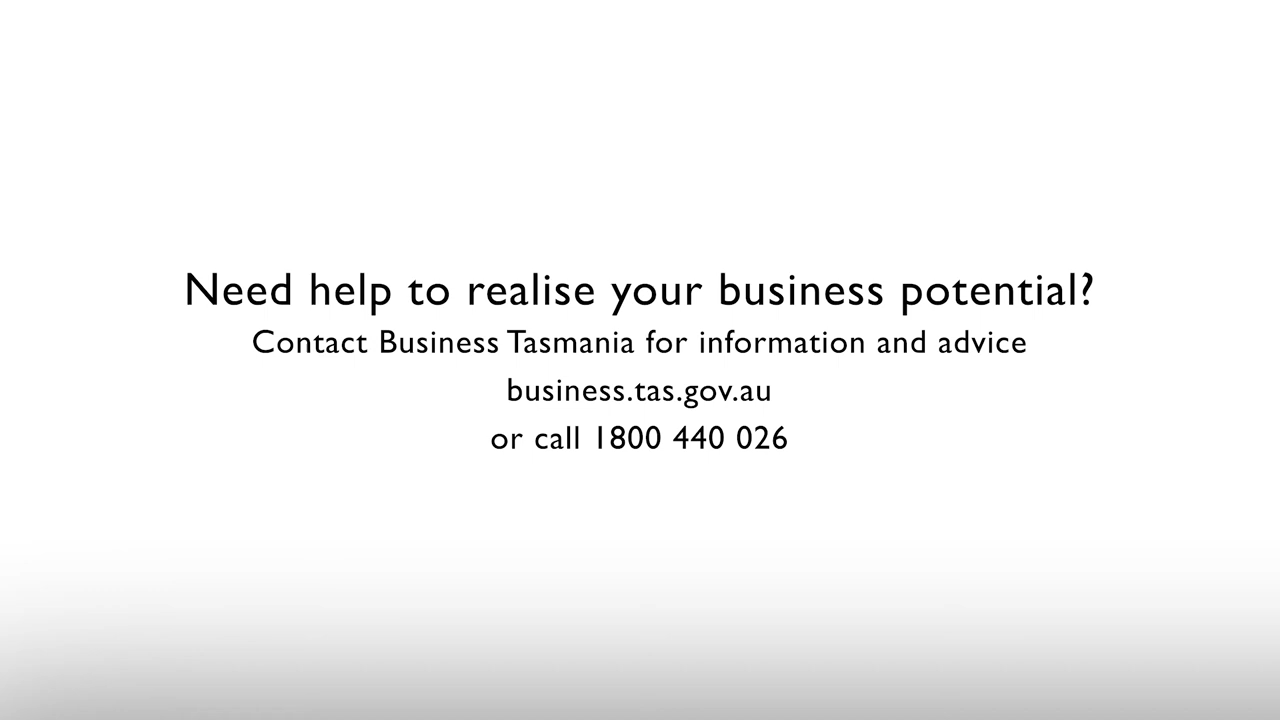 Need help to realise your business potential?
Contact Business Tasmania for information and advice
business.tas.gov.au
or call 1800 440 026